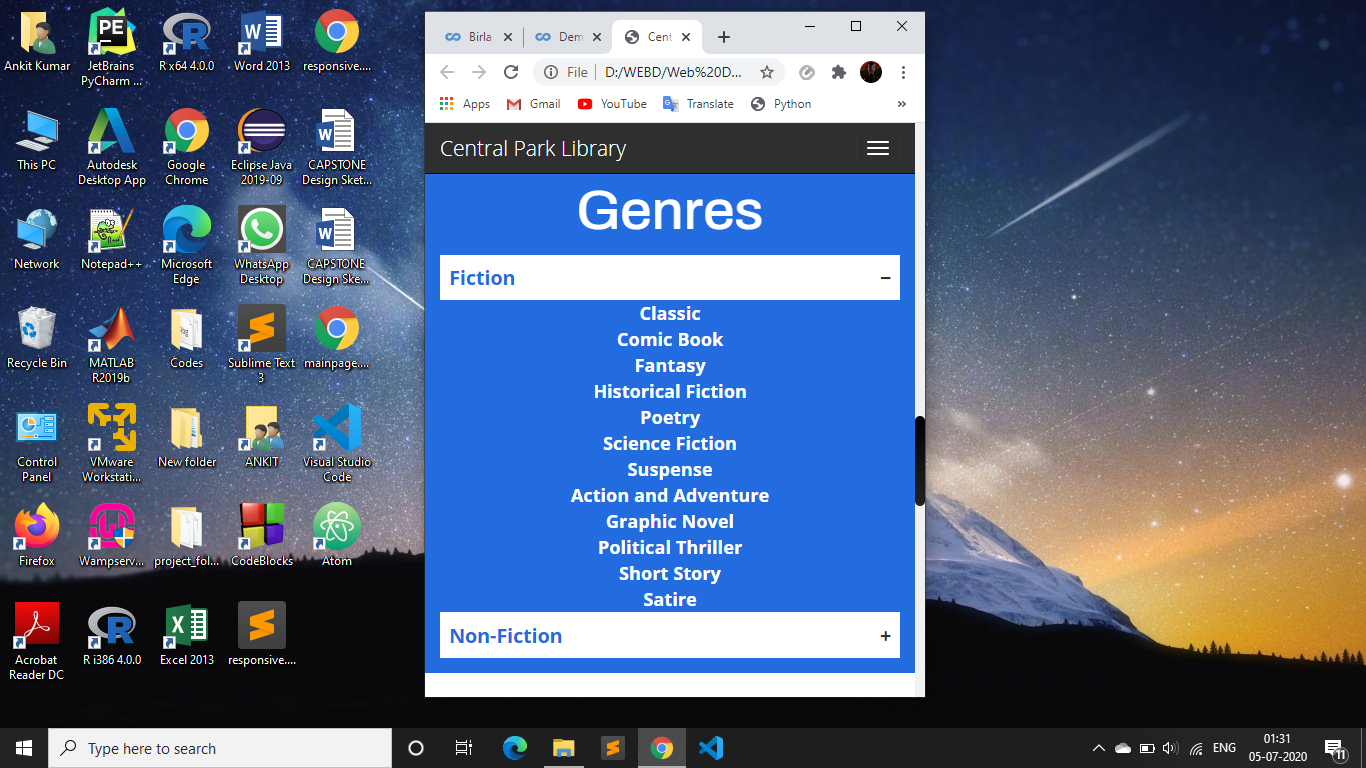 Ankit Kumar
JetBrains
PyCharm ...
R x64 4.0.0
Word 2013
responsive....
This PC
Autodesk
Desktop App
Google
Chrome
Eclipse Java
2019-09
CAPSTONE
Design Sket...
Network
Notepad++
Microsoft
Edge
WhatsApp
Desktop
CAPSTONE
Design Ske...
Recycle Bin
MATLAB
R2019b
Codes
Sublime Text
3
mainpage....
Control
Panel
VMware
Workstati...
New folder
ANKIT
Visual Studio
Code
Firefox
Wampserv...
project_fol...
CodeBlocks
Atom
Acrobat
Reader DC
R i386 4.0.0
Excel 2013
responsive....
Birla
Dem
Cent
File
D:/WEBD/Web%20D...
Apps
Gmail
YouTube
Translate
Python
»
Central Park Library
Genres
Fiction −
Classic
Comic Book
Fantasy
Historical Fiction
Poetry
Science Fiction
Suspense
Action and Adventure
Graphic Novel
Political Thriller
Short Story
Satire
Non-Fiction +
Type here to search
ENG
01:31
05-07-2020
11